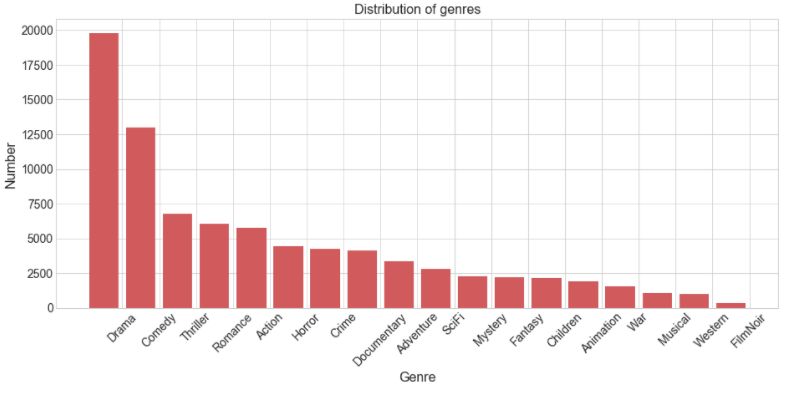 Distribution of genres
20000
17500
15000
12500
10000
7500
5000
2500
0
Number
Drama
Comedy
Thriller
Romance
Action
Horror
Crime
Documentary
Adventure
SciFi
Mystery
Fantasy
Children
Animation
War
Musical
Western
FilmNoir
Genre